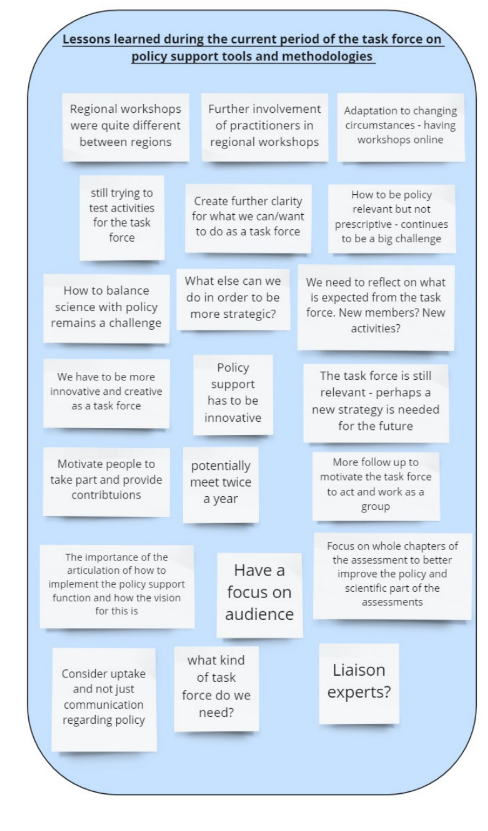 Lessons learned during the current period of the task force on
policy support tools and methodologies
Regional workshops
were quite different
between regions
Further involvement
of practitioners in
regional workshops
Adaptation to changing
circumstances - having
workshops online
still trying to
test activities
for the task
force
Create further clarity
for what we can/want
to do as a task force
How to be policy
relevant but not
prescriptive - continues
to be a big challenge
How to balance
science with policy
remains a challenge
What else can we
do in order to be
more strategic?
We need to reflect on what
is expected from the task
force. New members? New
activities?
We have to be more
innovative and creative
as a task force
Policy
support
has to be
innovative
The task force is still
relevant - perhaps a
new strategy is needed
for the future
Motivate people to
take part and provide
contribtuions
potentially
meet twice
a year
More follow up to
motivate the task force
to act and work as a
group
The importance of the
articulation of how to
implement the policy support
function and how the vision
for this is
Have a
focus on
audience
Focus on whole chapters of
the assessment to better
improve the policy and
scientific part of the
assessments
Consider uptake
and not just
communication
regarding policy
what kind
of task
force do we
need?
Liaison
experts?